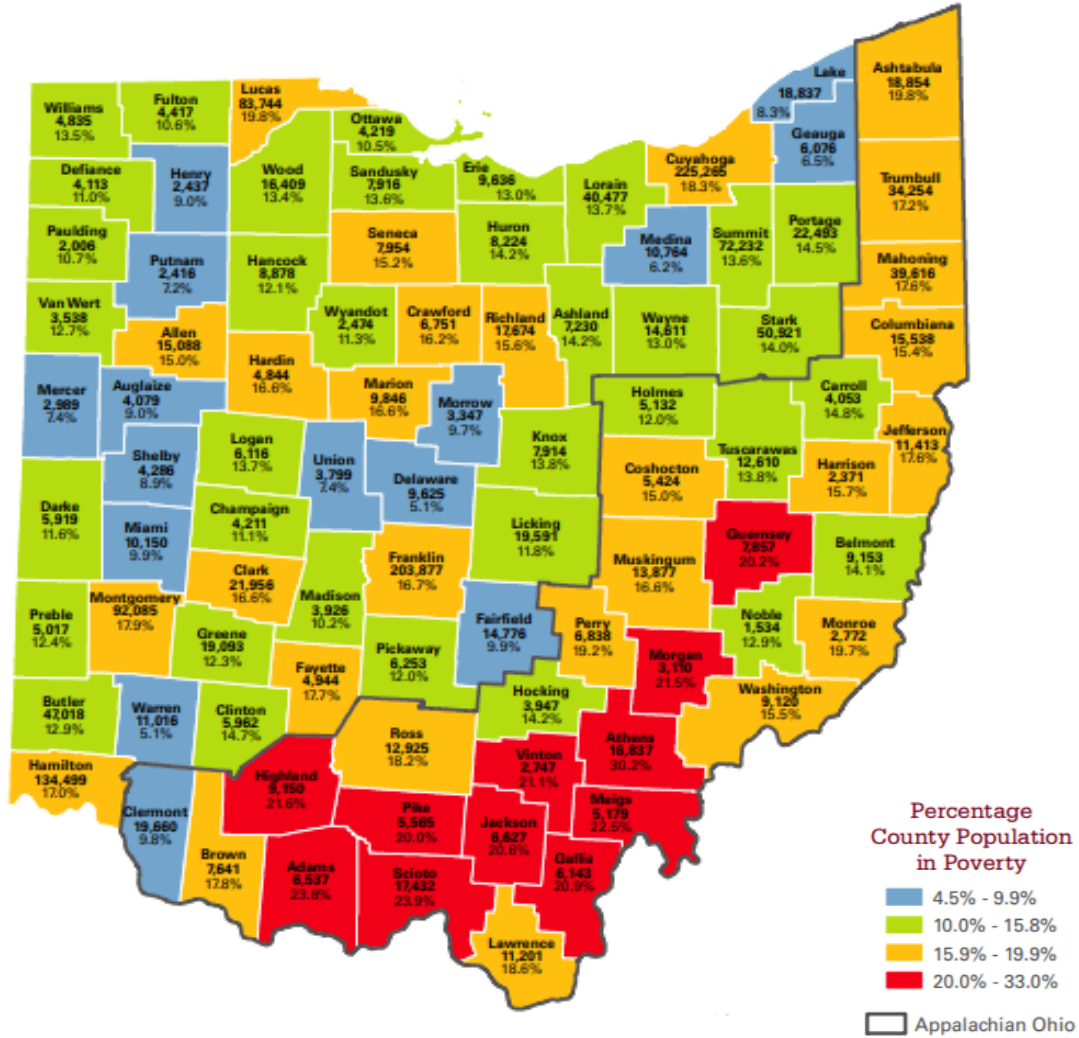 Williams
4,835
13.5%
Fulton
4,417
10.6%
Lucas
83,744
19.8%
Ottawa
4,219
10.5%
Lake
18,837
8.3%
Ashtabula
18,854
19.8%
Geauga
6,076
6.5%
Defiance
4,113
11.0%
Henry
2,437
9.0%
Wood
16,409
13.4%
Sandusky
7,916
13.6%
Erie
9,636
13.0%
Lorain
40,477
13.7%
Cuyahoga
225,265
18.3%
Trumbull
34,254
17.2%
Paulding
2,006
10.7%
Putnam
2,416
7.2%
Hancock
8,878
12.1%
Seneca
7,954
15.2%
Huron
8,224
14.2%
Medina
10,764
6.2%
Summit
72,232
13.6%
Portage
22,493
14.5%
Mahoning
39,616
17.6%
Van Wert
3,538
12.7%
Allen
15,088
15.0%
Wyandot
2,474
11.3%
Crawford
6,751
16.2%
Richland
17,674
15.6%
Ashland
7,230
14.2%
Wayne
14,611
13.0%
Stark
50,921
14.0%
Columbiana
15,538
15.4%
Mercer
2,989
7.4%
Auglaize
4,079
9.0%
Hardin
4,844
16.6%
Marion
9,846
16.6%
Morrow
3,347
9.7%
Holmes
5,132
12.0%
Carroll
4,053
14.8%
Jefferson
11,413
17.6%
Shelby
4,286
8.9%
Logan
6,116
13.7%
Union
3,799
7.4%
Delaware
9,625
5.1%
Knox
7,914
13.8%
Coshocton
5,424
15.0%
Tuscarawas
12,610
13.8%
Harrison
2,371
15.7%
Darke
5,919
11.6%
Miami
10,150
9.9%
Champaign
4,211
11.1%
Licking
19,591
11.8%
Guernsey
7,857
20.2%
Belmont
9,153
14.1%
Clark
21,956
16.6%
Franklin
203,877
16.7%
Muskingum
13,877
16.6%
Preble
5,017
12.4%
Montgomery
92,085
17.9%
Madison
3,926
10.2%
Fairfield
14,776
9.9%
Perry
6,838
19.2%
Noble
1,534
12.9%
Monroe
2,772
19.7%
Greene
19,093
12.3%
Fayette
4,944
17.7%
Pickaway
6,253
12.0%
Morgan
3,110
21.5%
Butler
47,018
12.9%
Warren
11,016
5.1%
Clinton
5,962
14.7%
Hocking
3,947
14.2%
Washington
9,120
15.5%
Ross
12,925
18.2%
Athens
16,837
30.2%
Hamilton
134,499
17.0%
Highland
9,150
21.6%
Vinton
2,747
21.1%
Clermont
19,660
9.8%
Pike
5,565
20.0%
Jackson
6,627
20.6%
Meigs
5,179
22.5%
Brown
7,641
17.8%
Adams
6,537
23.8%
Scioto
17,432
23.9%
Gallia
6,143
20.9%
Lawrence
11,201
18.6%
Percentage
County Population
in Poverty
4.5% - 9.9%
10.0% - 15.8%
15.9% - 19.9%
20.0% - 33.0%
Appalachian Ohio